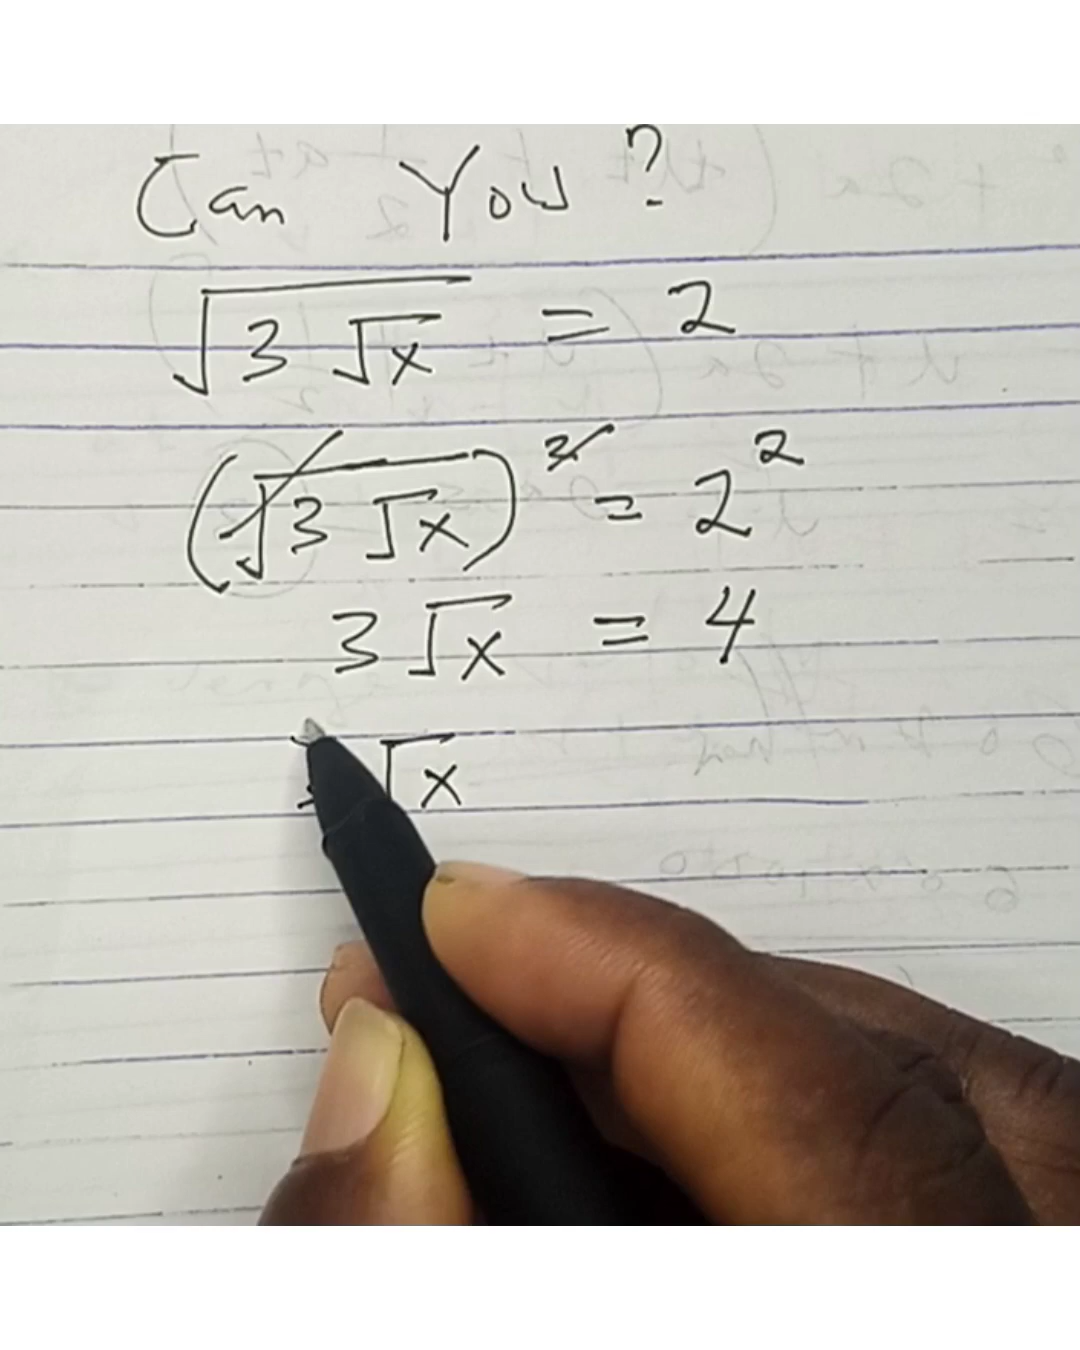 Can You?
√(3√x) = 2
(√(3√x))² = 2²
3√x = 4
√x